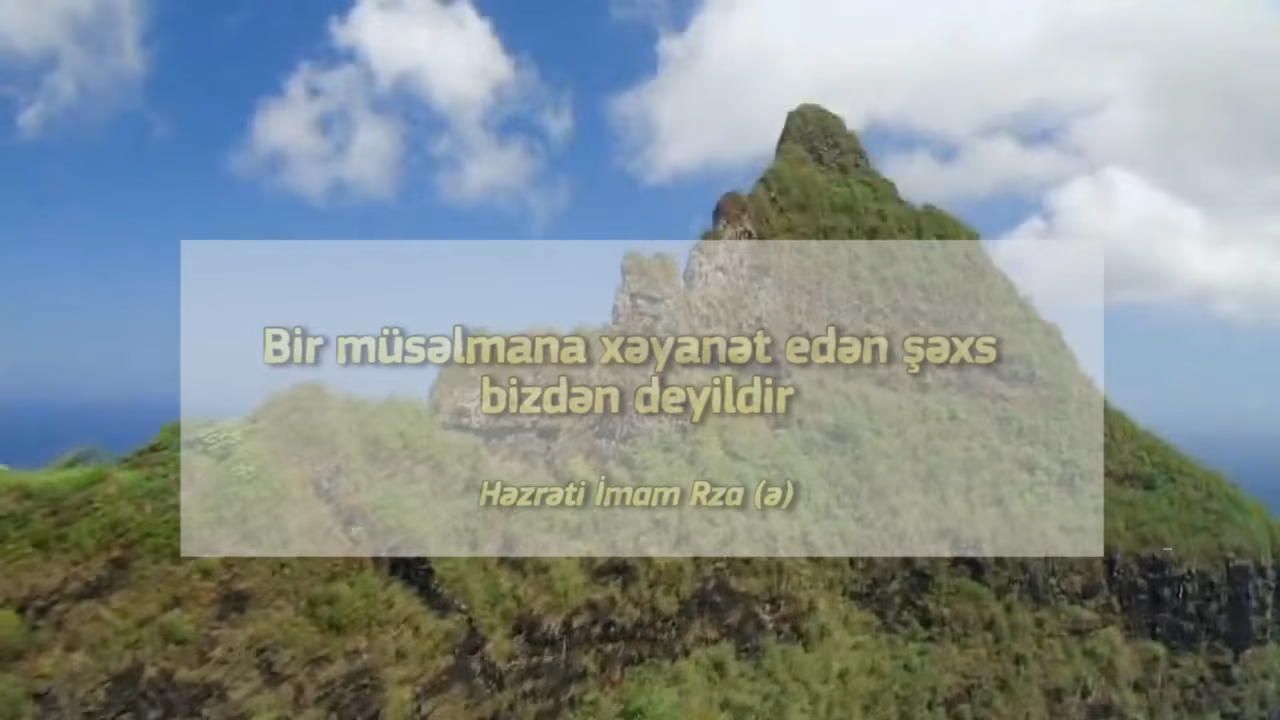 Bir müsəlmana xəyanət edən şəxs
bizdən deyildir
Həzrəti İmam Rza (ə)